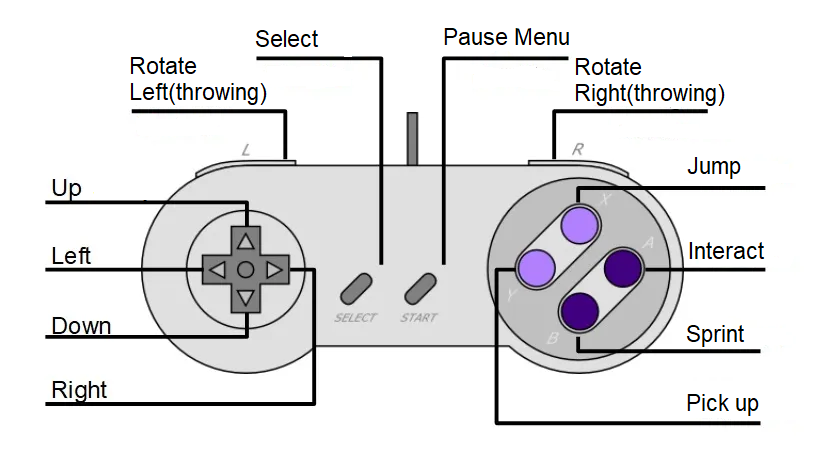 Select
Pause Menu
Rotate
Left(throwing)
Rotate
Right(throwing)
L
R
Up
Jump
X
Left
A
Interact
Y
SELECT
START
Down
B
Sprint
Right
Pick up